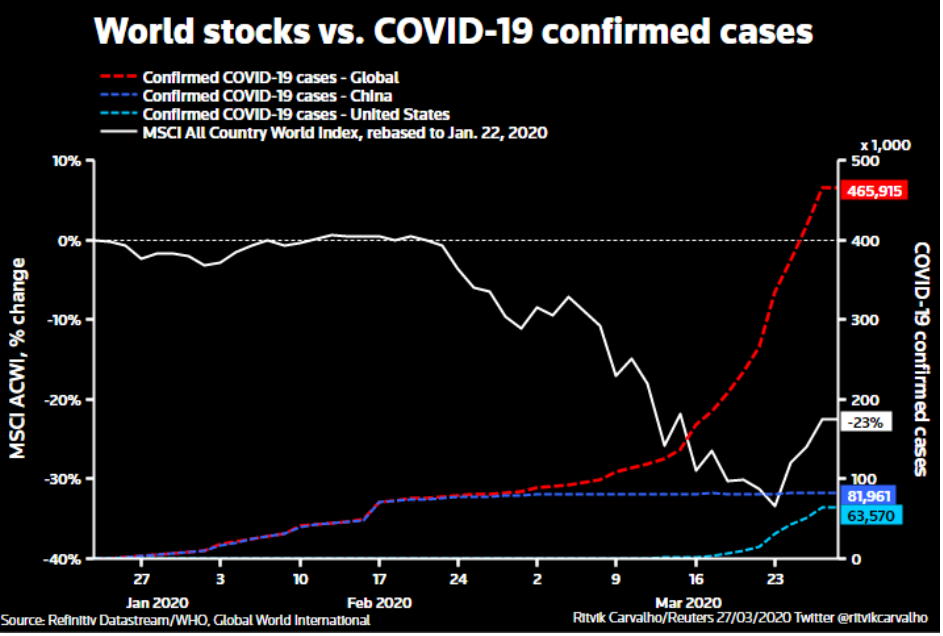 World stocks vs. COVID-19 confirmed cases
Confirmed COVID-19 cases - Global
Confirmed COVID-19 cases - China
Confirmed COVID-19 cases - United States
MSCI All Country World Index, rebased to Jan. 22, 2020
x 1,000
10%
0%
-10%
-20%
-30%
-40%
MSCI ACWI, % change
500
400
300
200
100
0
COVID-19 confirmed cases
465,915
-23%
81,961
63,570
27 3 10 17 24 2 9 16 23
Jan 2020 Feb 2020 Mar 2020
Source: Refinitiv Datastream/WHO, Global World International
Ritvik Carvalho/Reuters 27/03/2020 Twitter @ritvikcarvalho